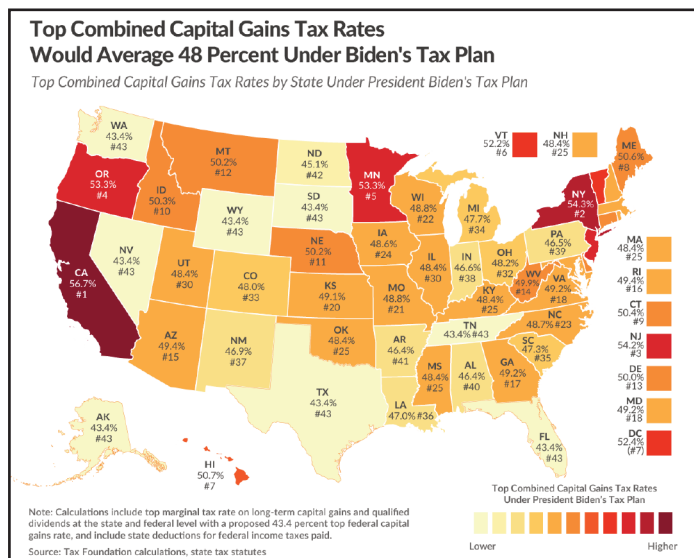 Top Combined Capital Gains Tax Rates
Would Average 48 Percent Under Biden's Tax Plan
Top Combined Capital Gains Tax Rates by State Under President Biden's Tax Plan
WA
43.4%
#43
OR
53.3%
#4
CA
56.7%
#1
NV
43.4%
#43
ID
50.3%
#10
MT
50.2%
#12
WY
43.4%
#43
UT
48.4%
#30
AZ
49.4%
#15
CO
48.0%
#33
NM
46.9%
#37
ND
45.1%
#42
SD
43.4%
#43
NE
50.2%
#11
KS
49.1%
#20
OK
48.4%
#25
TX
43.4%
#43
MN
53.3%
#5
IA
48.6%
#24
MO
48.8%
#21
AR
46.4%
#41
LA
47.0% #36
WI
48.8%
#22
IL
48.4%
#30
MI
47.7%
#34
IN
46.6%
#38
OH
48.2%
#32
KY
48.4%
#25
TN
43.4% #43
MS
48.4%
#25
AL
46.4%
#40
GA
49.2%
#17
FL
43.4%
#43
SC
47.3%
#35
NC
48.7% #23
VA
49.2%
#18
WV
49.9%
#14
PA
46.5%
#39
NY
54.3%
#2
ME
50.6%
#8
VT
52.2%
#6
NH
48.4%
#25
MA
48.4%
#25
RI
49.4%
#16
CT
50.4%
#9
NJ
54.2%
#3
DE
50.0%
#13
MD
49.2%
#18
DC
52.4%
(#7)
AK
43.4%
#43
HI
50.7%
#7
Top Combined Capital Gains Tax Rates
Under President Biden's Tax Plan
Lower
Higher
Note: Calculations include top marginal tax rate on long-term capital gains and qualified
dividends at the state and federal level with a proposed 43.4 percent top federal capital
gains rate, and include state deductions for federal income taxes paid.
Source: Tax Foundation calculations, state tax statutes